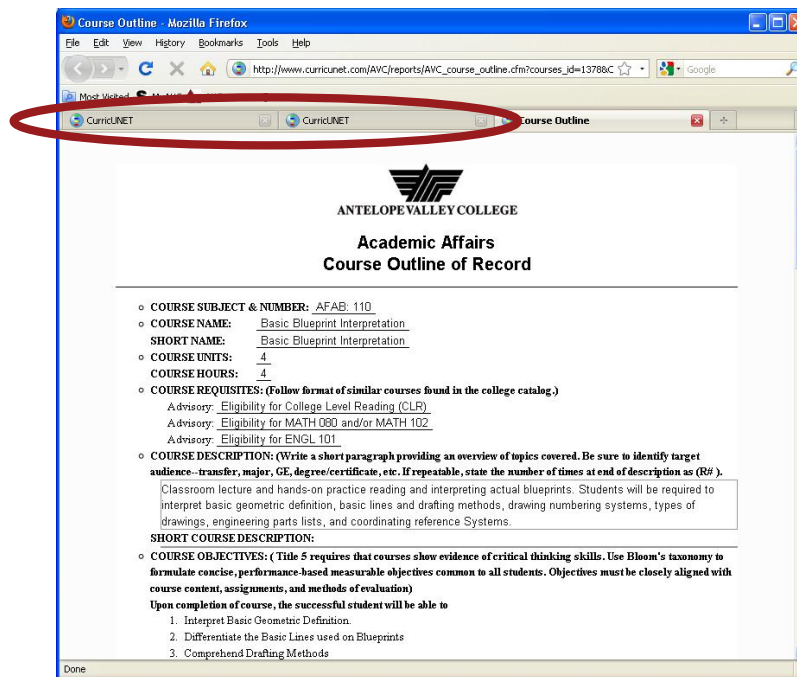 Course Outline - Mozilla Firefox
File Edit View History Bookmarks Tools Help
http://www.curricunet.com/AVC/reports/AVC_course_outline.cfm?courses_id=1378&C Google
Most Visited
CurricUNET CurricUNET Course Outline
ANTELOPE VALLEY COLLEGE
Academic Affairs
Course Outline of Record
COURSE SUBJECT & NUMBER: AFAB: 110
COURSE NAME: Basic Blueprint Interpretation
SHORT NAME: Basic Blueprint Interpretation
COURSE UNITS: 4
COURSE HOURS: 4
COURSE REQUISITES: (Follow format of similar courses found in the college catalog.)
Advisory: Eligibility for College Level Reading (CLR)
Advisory: Eligibility for MATH 080 and/or MATH 102
Advisory: Eligibility for ENGL 101
COURSE DESCRIPTION: (Write a short paragraph providing an overview of topics covered. Be sure to identify target
audience--transfer, major, GE, degree/certificate, etc. If repeatable, state the number of times at end of description as (R# ).
Classroom lecture and hands-on practice reading and interpreting actual blueprints. Students will be required to
interpret basic geometric definition, basic lines and drafting methods, drawing numbering systems, types of
drawings, engineering parts lists, and coordinating reference Systems.
SHORT COURSE DESCRIPTION:
COURSE OBJECTIVES: ( Title 5 requires that courses show evidence of critical thinking skills. Use Bloom's taxonomy to
formulate concise, performance-based measurable objectives common to all students. Objectives must be closely aligned with
course content, assignments, and methods of evaluation)
Upon completion of course, the successful student will be able to
1. Interpret Basic Geometric Definition.
2. Differentiate the Basic Lines used on Blueprints
3. Comprehend Drafting Methods
Done